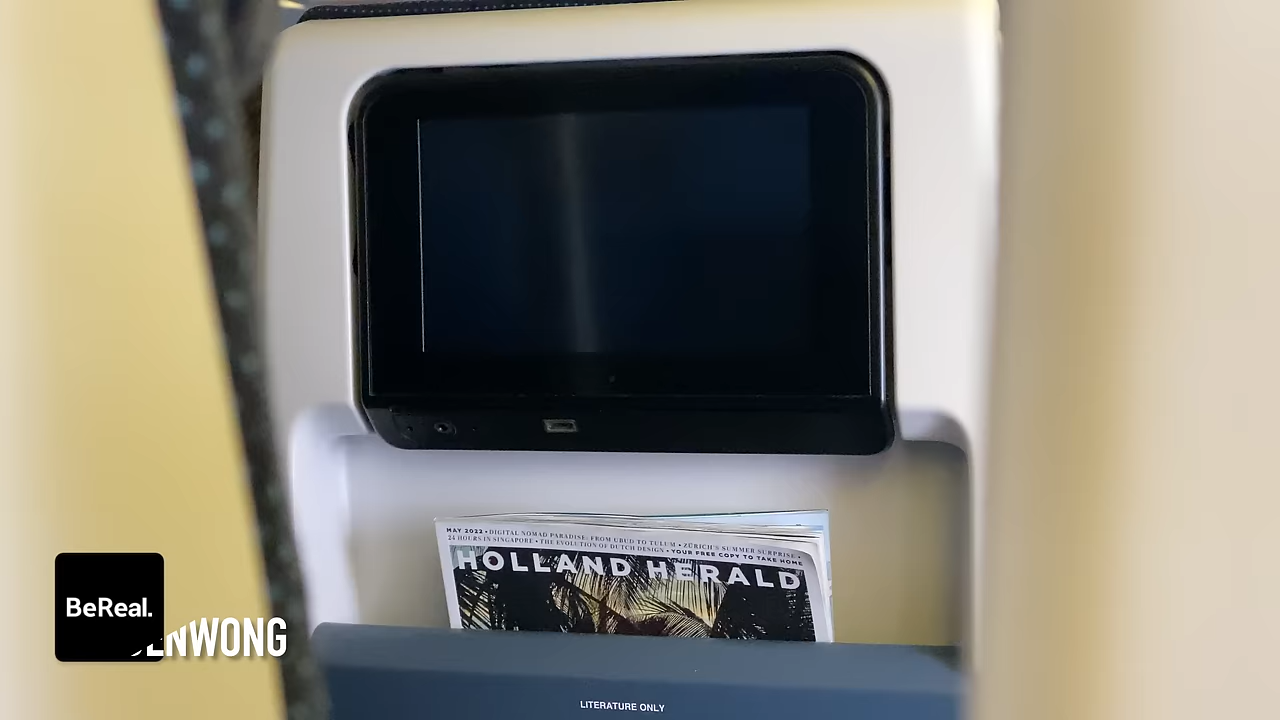 MAY 2022 • DIGITAL NOMAD PARADISE: FROM UBUD TO TULUM • ZÜRICH'S SUMMER SURPRISE •
24 HOURS IN SINGAPORE • THE EVOLUTION OF DUTCH DESIGN • YOUR FREE COPY TO TAKE HOME
HOLLAND HERALD
BeReal.
ENWONG
LITERATURE ONLY